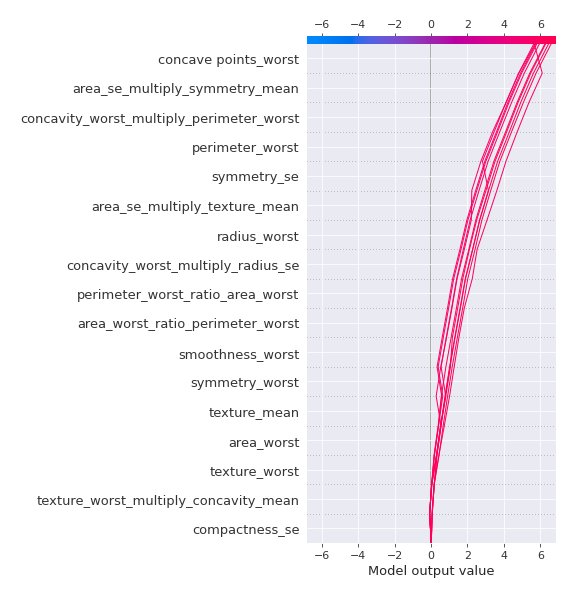 −6 −4 −2 0 2 4 6
concave points_worst
area_se_multiply_symmetry_mean
concavity_worst_multiply_perimeter_worst
perimeter_worst
symmetry_se
area_se_multiply_texture_mean
radius_worst
concavity_worst_multiply_radius_se
perimeter_worst_ratio_area_worst
area_worst_ratio_perimeter_worst
smoothness_worst
symmetry_worst
texture_mean
area_worst
texture_worst
texture_worst_multiply_concavity_mean
compactness_se
−6 −4 −2 0 2 4 6
Model output value